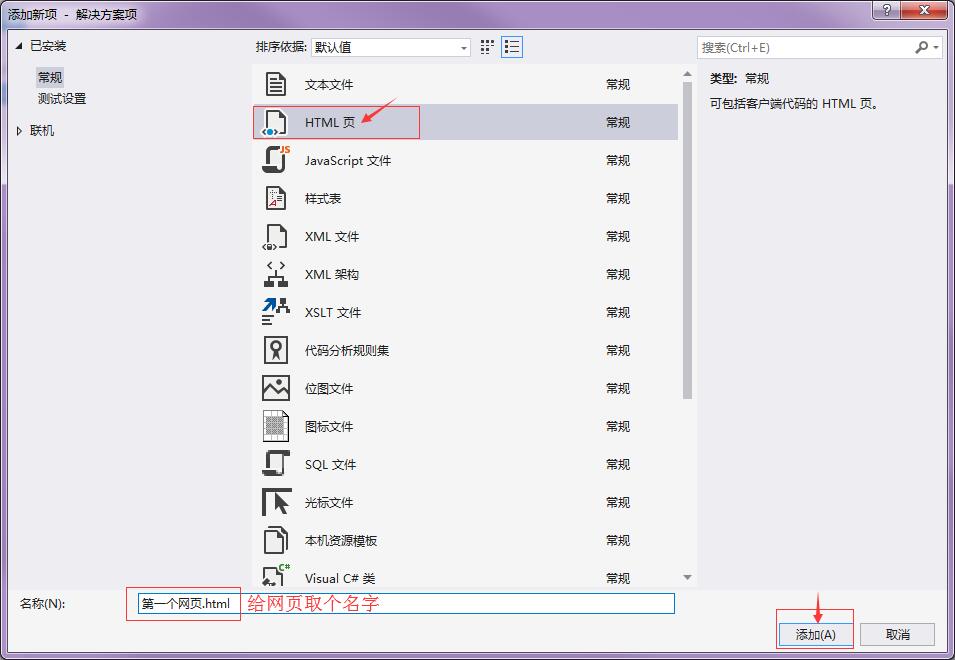 添加新项 - 解决方案项
已安装
常规
测试设置
联机
排序依据: 默认值
文本文件 常规
HTML 页 常规
JavaScript 文件 常规
样式表 常规
XML 文件 常规
XML 架构 常规
XSLT 文件 常规
代码分析规则集 常规
位图文件 常规
图标文件 常规
SQL 文件 常规
光标文件 常规
本机资源模板 常规
Visual C# 类 常规
搜索(Ctrl+E)
类型: 常规
可包括客户端代码的 HTML 页。
名称(N): 第一个网页.html 给网页取个名字
添加(A) 取消